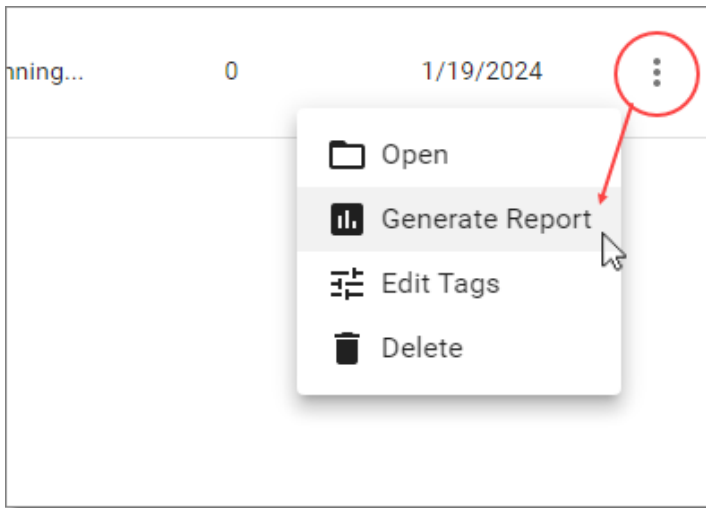 nning... 0 1/19/2024
Open
Generate Report
Edit Tags
Delete